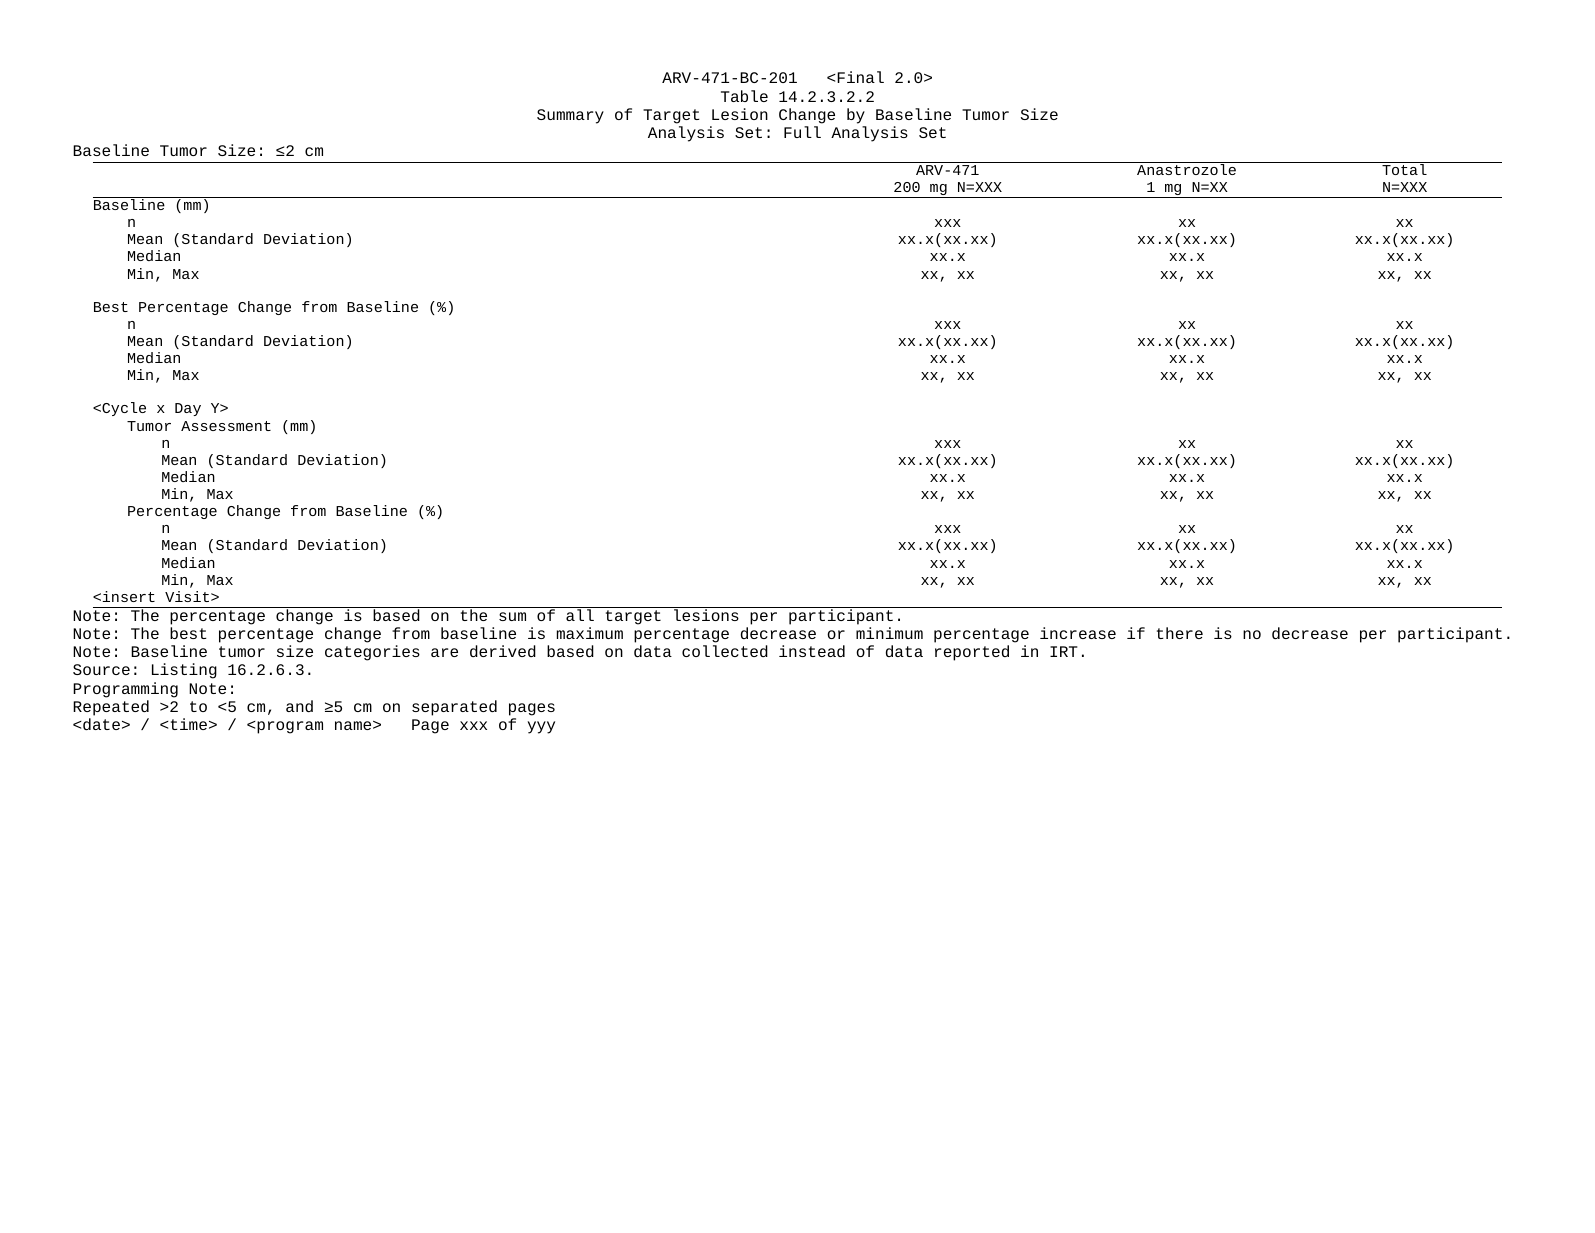 ARV-471-BC-201   <Final 2.0>
Table 14.2.3.2.2
Summary of Target Lesion Change by Baseline Tumor Size
Analysis Set: Full Analysis Set
Baseline Tumor Size: ≤2 cm
ARV-471 Anastrozole Total
200 mg N=XXX 1 mg N=XX N=XXX
Baseline (mm)
n xxx xx xx
Mean (Standard Deviation) xx.x(xx.xx) xx.x(xx.xx) xx.x(xx.xx)
Median xx.x xx.x xx.x
Min, Max xx, xx xx, xx xx, xx
Best Percentage Change from Baseline (%)
n xxx xx xx
Mean (Standard Deviation) xx.x(xx.xx) xx.x(xx.xx) xx.x(xx.xx)
Median xx.x xx.x xx.x
Min, Max xx, xx xx, xx xx, xx
<Cycle x Day Y>
Tumor Assessment (mm)
n xxx xx xx
Mean (Standard Deviation) xx.x(xx.xx) xx.x(xx.xx) xx.x(xx.xx)
Median xx.x xx.x xx.x
Min, Max xx, xx xx, xx xx, xx
Percentage Change from Baseline (%)
n xxx xx xx
Mean (Standard Deviation) xx.x(xx.xx) xx.x(xx.xx) xx.x(xx.xx)
Median xx.x xx.x xx.x
Min, Max xx, xx xx, xx xx, xx
<insert Visit>
Note: The percentage change is based on the sum of all target lesions per participant.
Note: The best percentage change from baseline is maximum percentage decrease or minimum percentage increase if there is no decrease per participant.
Note: Baseline tumor size categories are derived based on data collected instead of data reported in IRT.
Source: Listing 16.2.6.3.
Programming Note:
Repeated >2 to <5 cm, and ≥5 cm on separated pages
<date> / <time> / <program name>   Page xxx of yyy